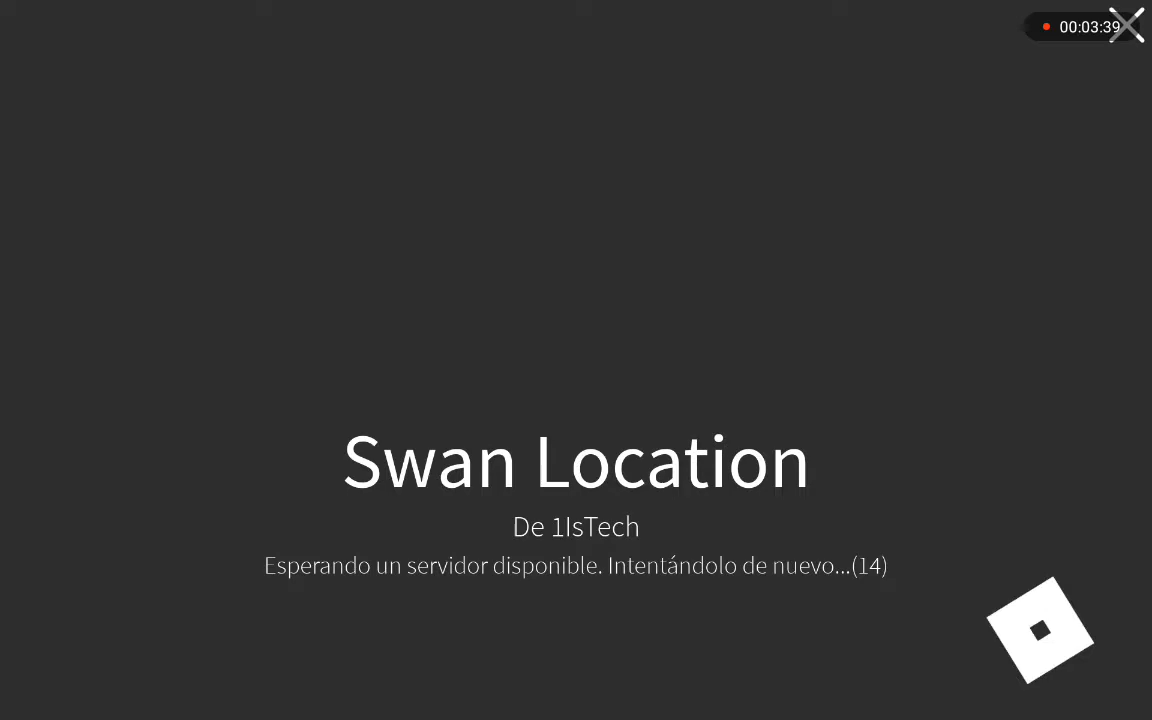 00:03:39
Swan Location
De 1IsTech
Esperando un servidor disponible. Intentándolo de nuevo...(14)